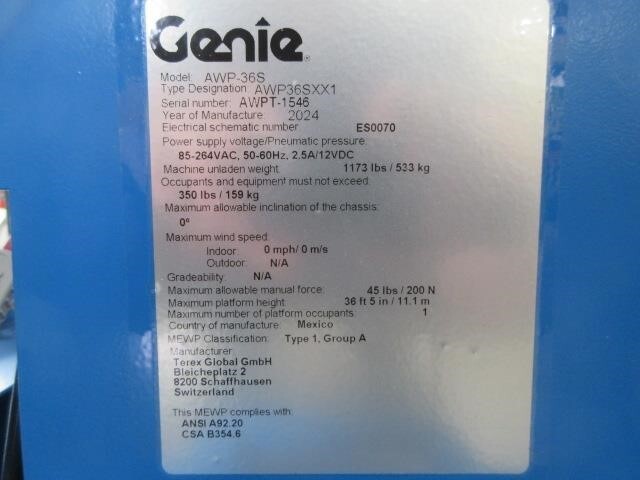 Genie.
Model: AWP-36S
Type Designation: AWP36SXX1
Serial number: AWPT-1546
Year of Manufacture: 2024
Electrical schematic number ES0070
Power supply voltage/Pneumatic pressure:
85-264VAC, 50-60Hz, 2.5A/12VDC
Machine unladen weight: 1173 lbs / 533 kg
Occupants and equipment must not exceed:
350 lbs / 159 kg
Maximum allowable inclination of the chassis:
0°
Maximum wind speed:
Indoor: 0 mph/ 0 m/s
Outdoor: N/A
Gradeability: N/A
Maximum allowable manual force: 45 lbs / 200 N
Maximum platform height: 36 ft 5 in / 11.1 m
Maximum number of platform occupants: 1
Country of manufacture: Mexico
MEWP Classification: Type 1, Group A
Manufacturer:
Terex Global GmbH
Bleicheplatz 2
8200 Schaffhausen
Switzerland
This MEWP complies with:
ANSI A92.20
CSA B354.6